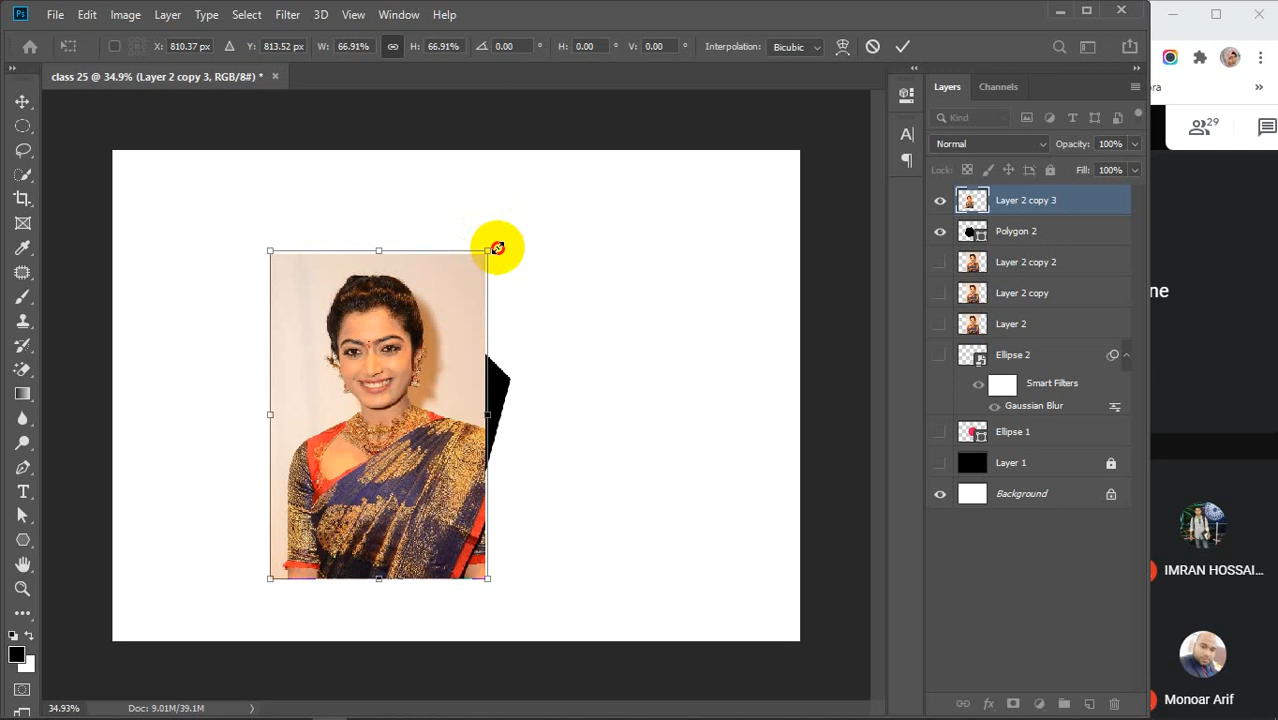 Ps File Edit Image Layer Type Select Filter 3D View Window Help
X: 810.37 px Y: 813.52 px W: 66.91% H: 66.91% 0.00 ° H: 0.00 ° V: 0.00 ° Interpolation: Bicubic
class 25 @ 34.9% (Layer 2 copy 3, RGB/8#) * ×
Layers Channels
Kind
Normal Opacity: 100%
Lock: Fill: 100%
Layer 2 copy 3
Polygon 2
Layer 2 copy 2
Layer 2 copy
Layer 2
Ellipse 2
Smart Filters
Gaussian Blur
Ellipse 1
Layer 1
Background
34.93% Doc: 9.01M/39.1M
ora
29
ne
IMRAN HOSSAI...
Monoar Arif